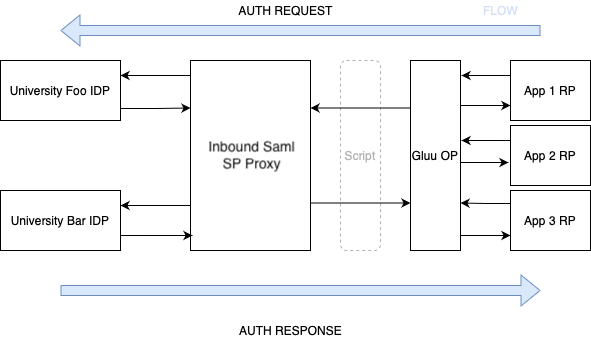 AUTH REQUEST
FLOW
University Foo IDP
Inbound Saml
SP Proxy
Script
Gluu OP
App 1 RP
App 2 RP
University Bar IDP
App 3 RP
AUTH RESPONSE